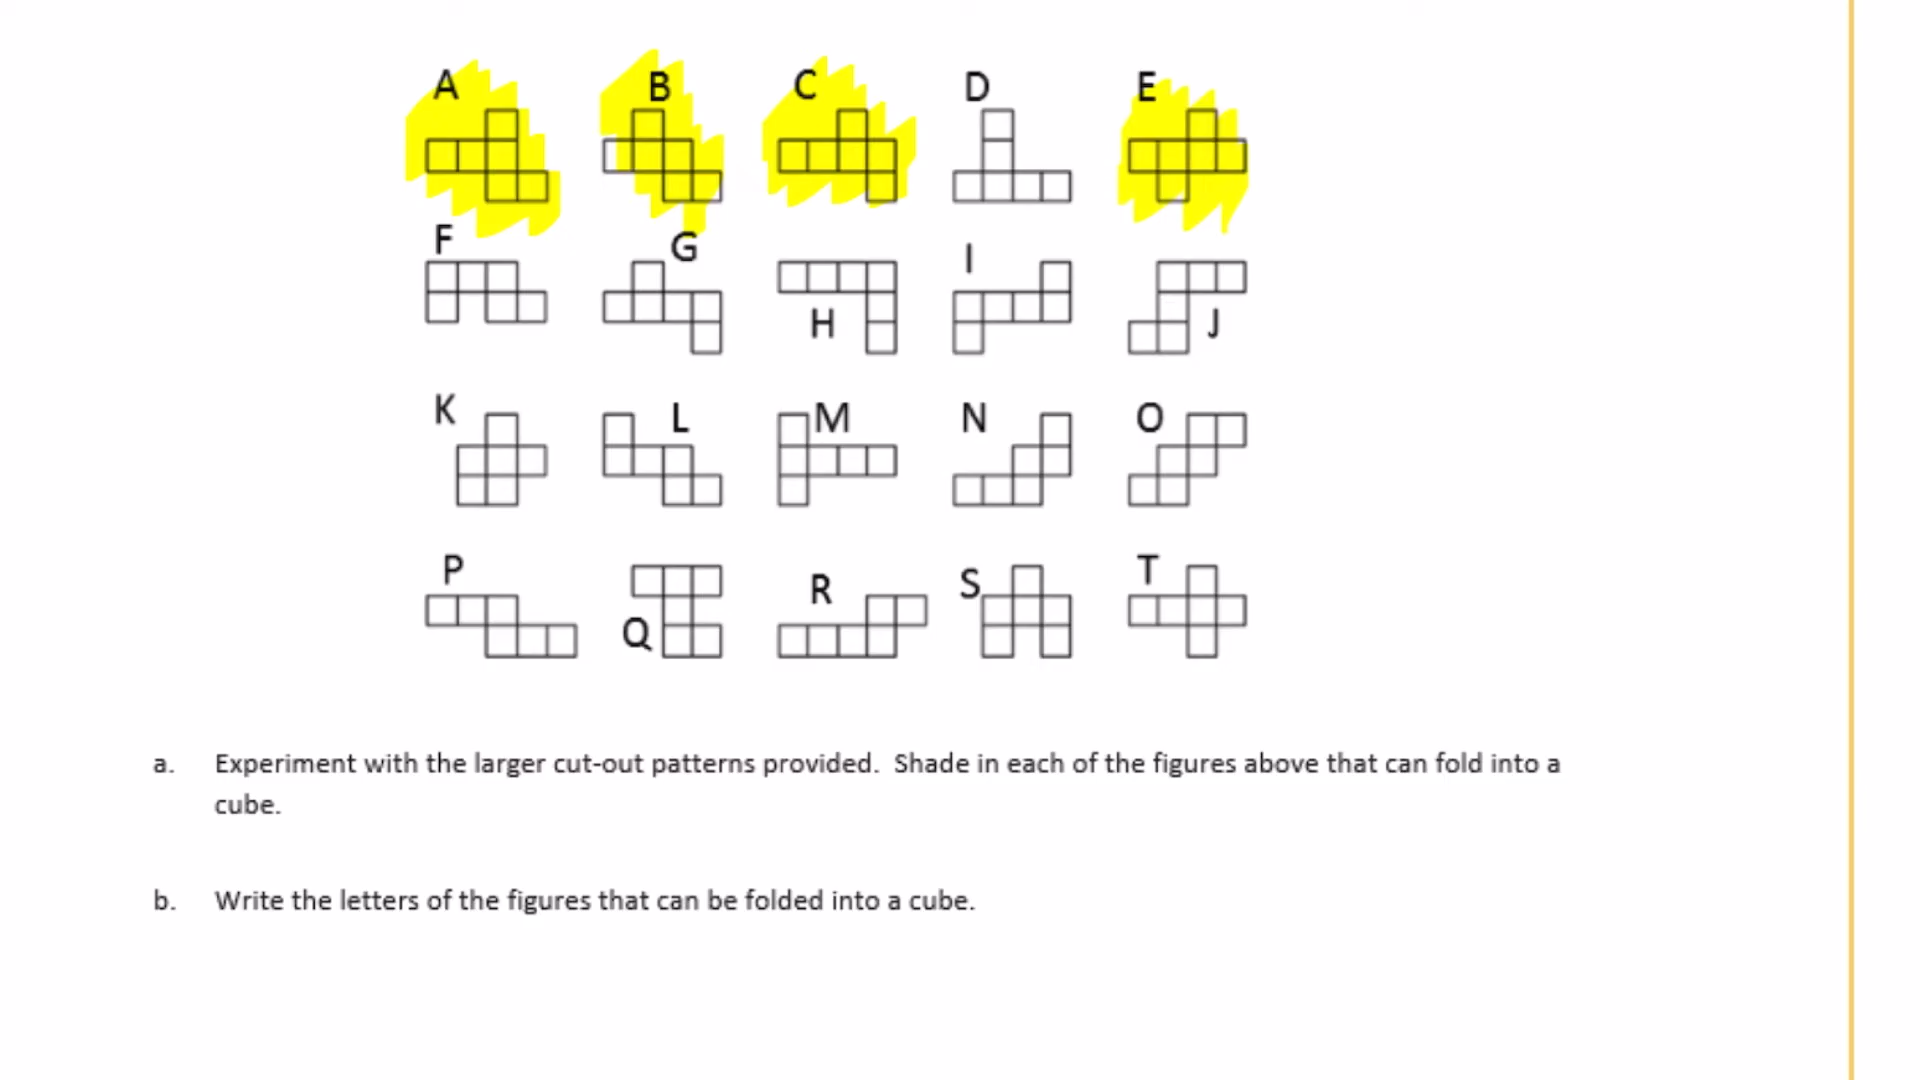 A B C D E
F G H I J
K L M N O
P Q R S T
a. Experiment with the larger cut-out patterns provided. Shade in each of the figures above that can fold into a
cube.
b. Write the letters of the figures that can be folded into a cube.